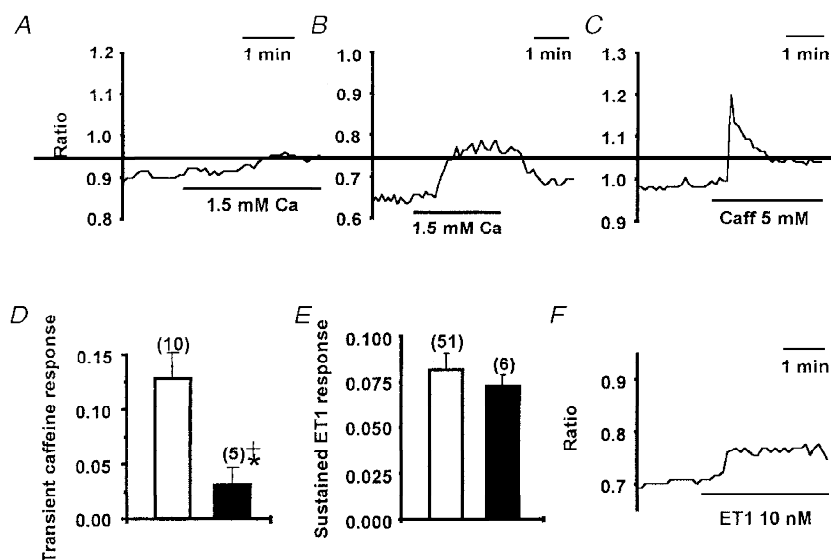 A
1 min
1.2
1.1
1.0
0.9
0.8
Ratio
1.5 mM Ca
B
1 min
1.0
0.9
0.8
0.7
0.6
1.5 mM Ca
C
1 min
1.3
1.2
1.1
1.0
0.9
Caff 5 mM
D
Transient caffeine response
0.15
0.10
0.05
0.00
(10)
(5)‡
*
E
Sustained ET1 response
0.100
0.075
0.050
0.025
0.000
(51)
(6)
F
1 min
Ratio
0.9
0.8
0.7
ET1 10 nM